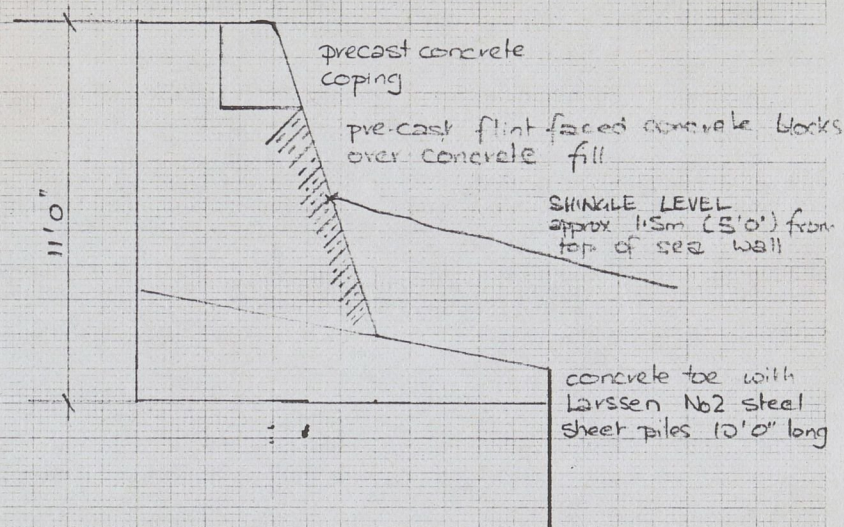 precast concrete
coping
pre-cast flint faced concrete blocks
over concrete fill
SHINGLE LEVEL
approx 1.5m (5'0") from
top of sea wall
11'0"
concrete toe with
Larssen No2 steel
sheet piles 10'0" long